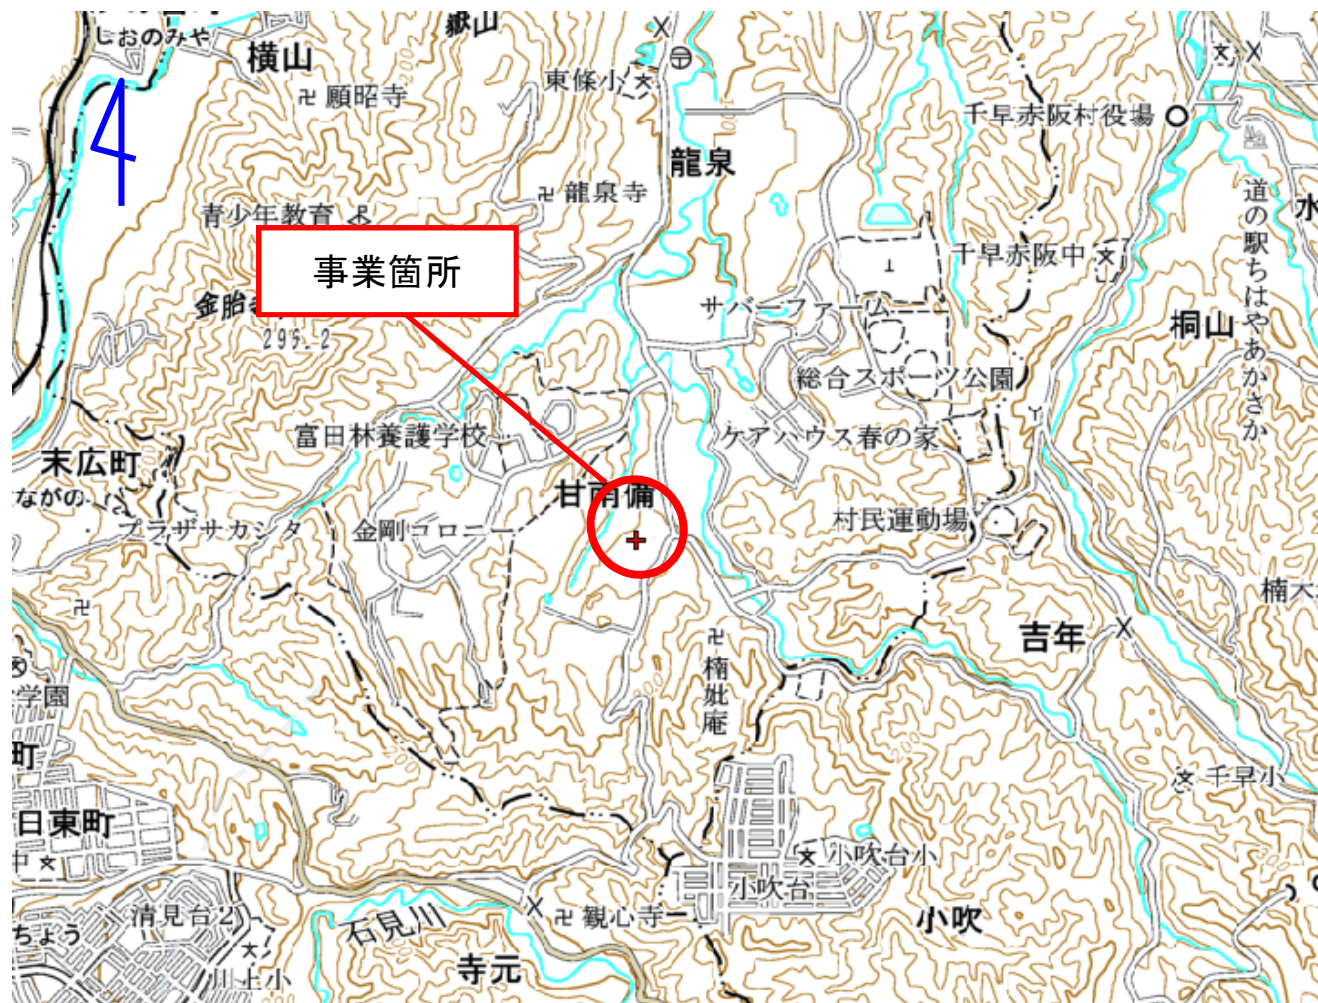 しおのみや
横山
嶽山
卍 願昭寺
東條小
千早赤阪村役場
龍泉
卍 龍泉寺
道の駅ちはやあかさか
水
青少年教育
千早赤阪中
事業箇所
金胎
295.2
サバーファーム
桐山
総合スポーツ公園
富田林養護学校
ケアハウス春の家
末広町
ながの
甘南備
プラザサカシタ
金剛コロニー
村民運動場
楠木
吉年
卍 楠妣庵
学園
200
200
200
町
千早小
日東町
中
小吹台小
小吹台
清見台2
石見川
卍 観心寺
小吹
ちょう
川上小
寺元